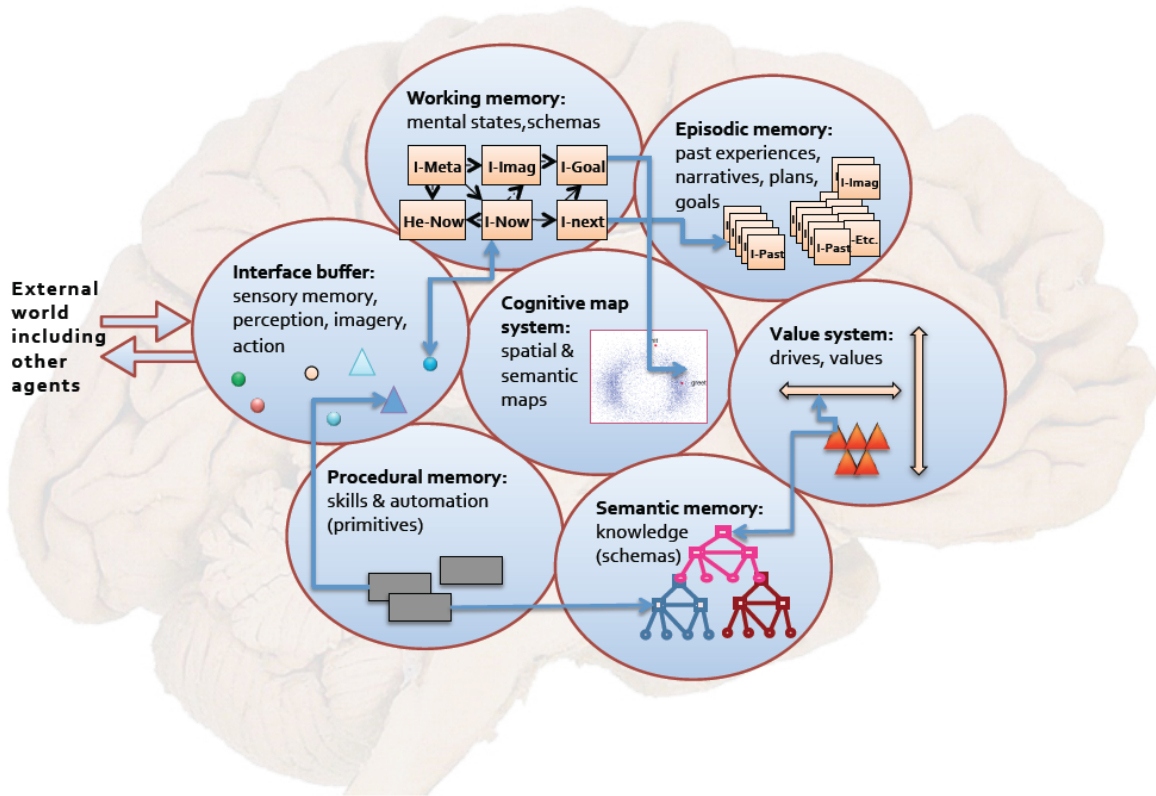 Working memory:
mental states,schemas
I-Meta
I-Imag
I-Goal
He-Now
I-Now
I-next
Episodic memory:
past experiences,
narratives, plans,
goals
I-Imag
I-Past
I-Past
-Etc.
Interface buffer:
sensory memory,
perception, imagery,
action
External
world
including
other
agents
Cognitive map
system:
spatial &
semantic
maps
greet
Value system:
drives, values
Procedural memory:
skills & automation
(primitives)
Semantic memory:
knowledge
(schemas)